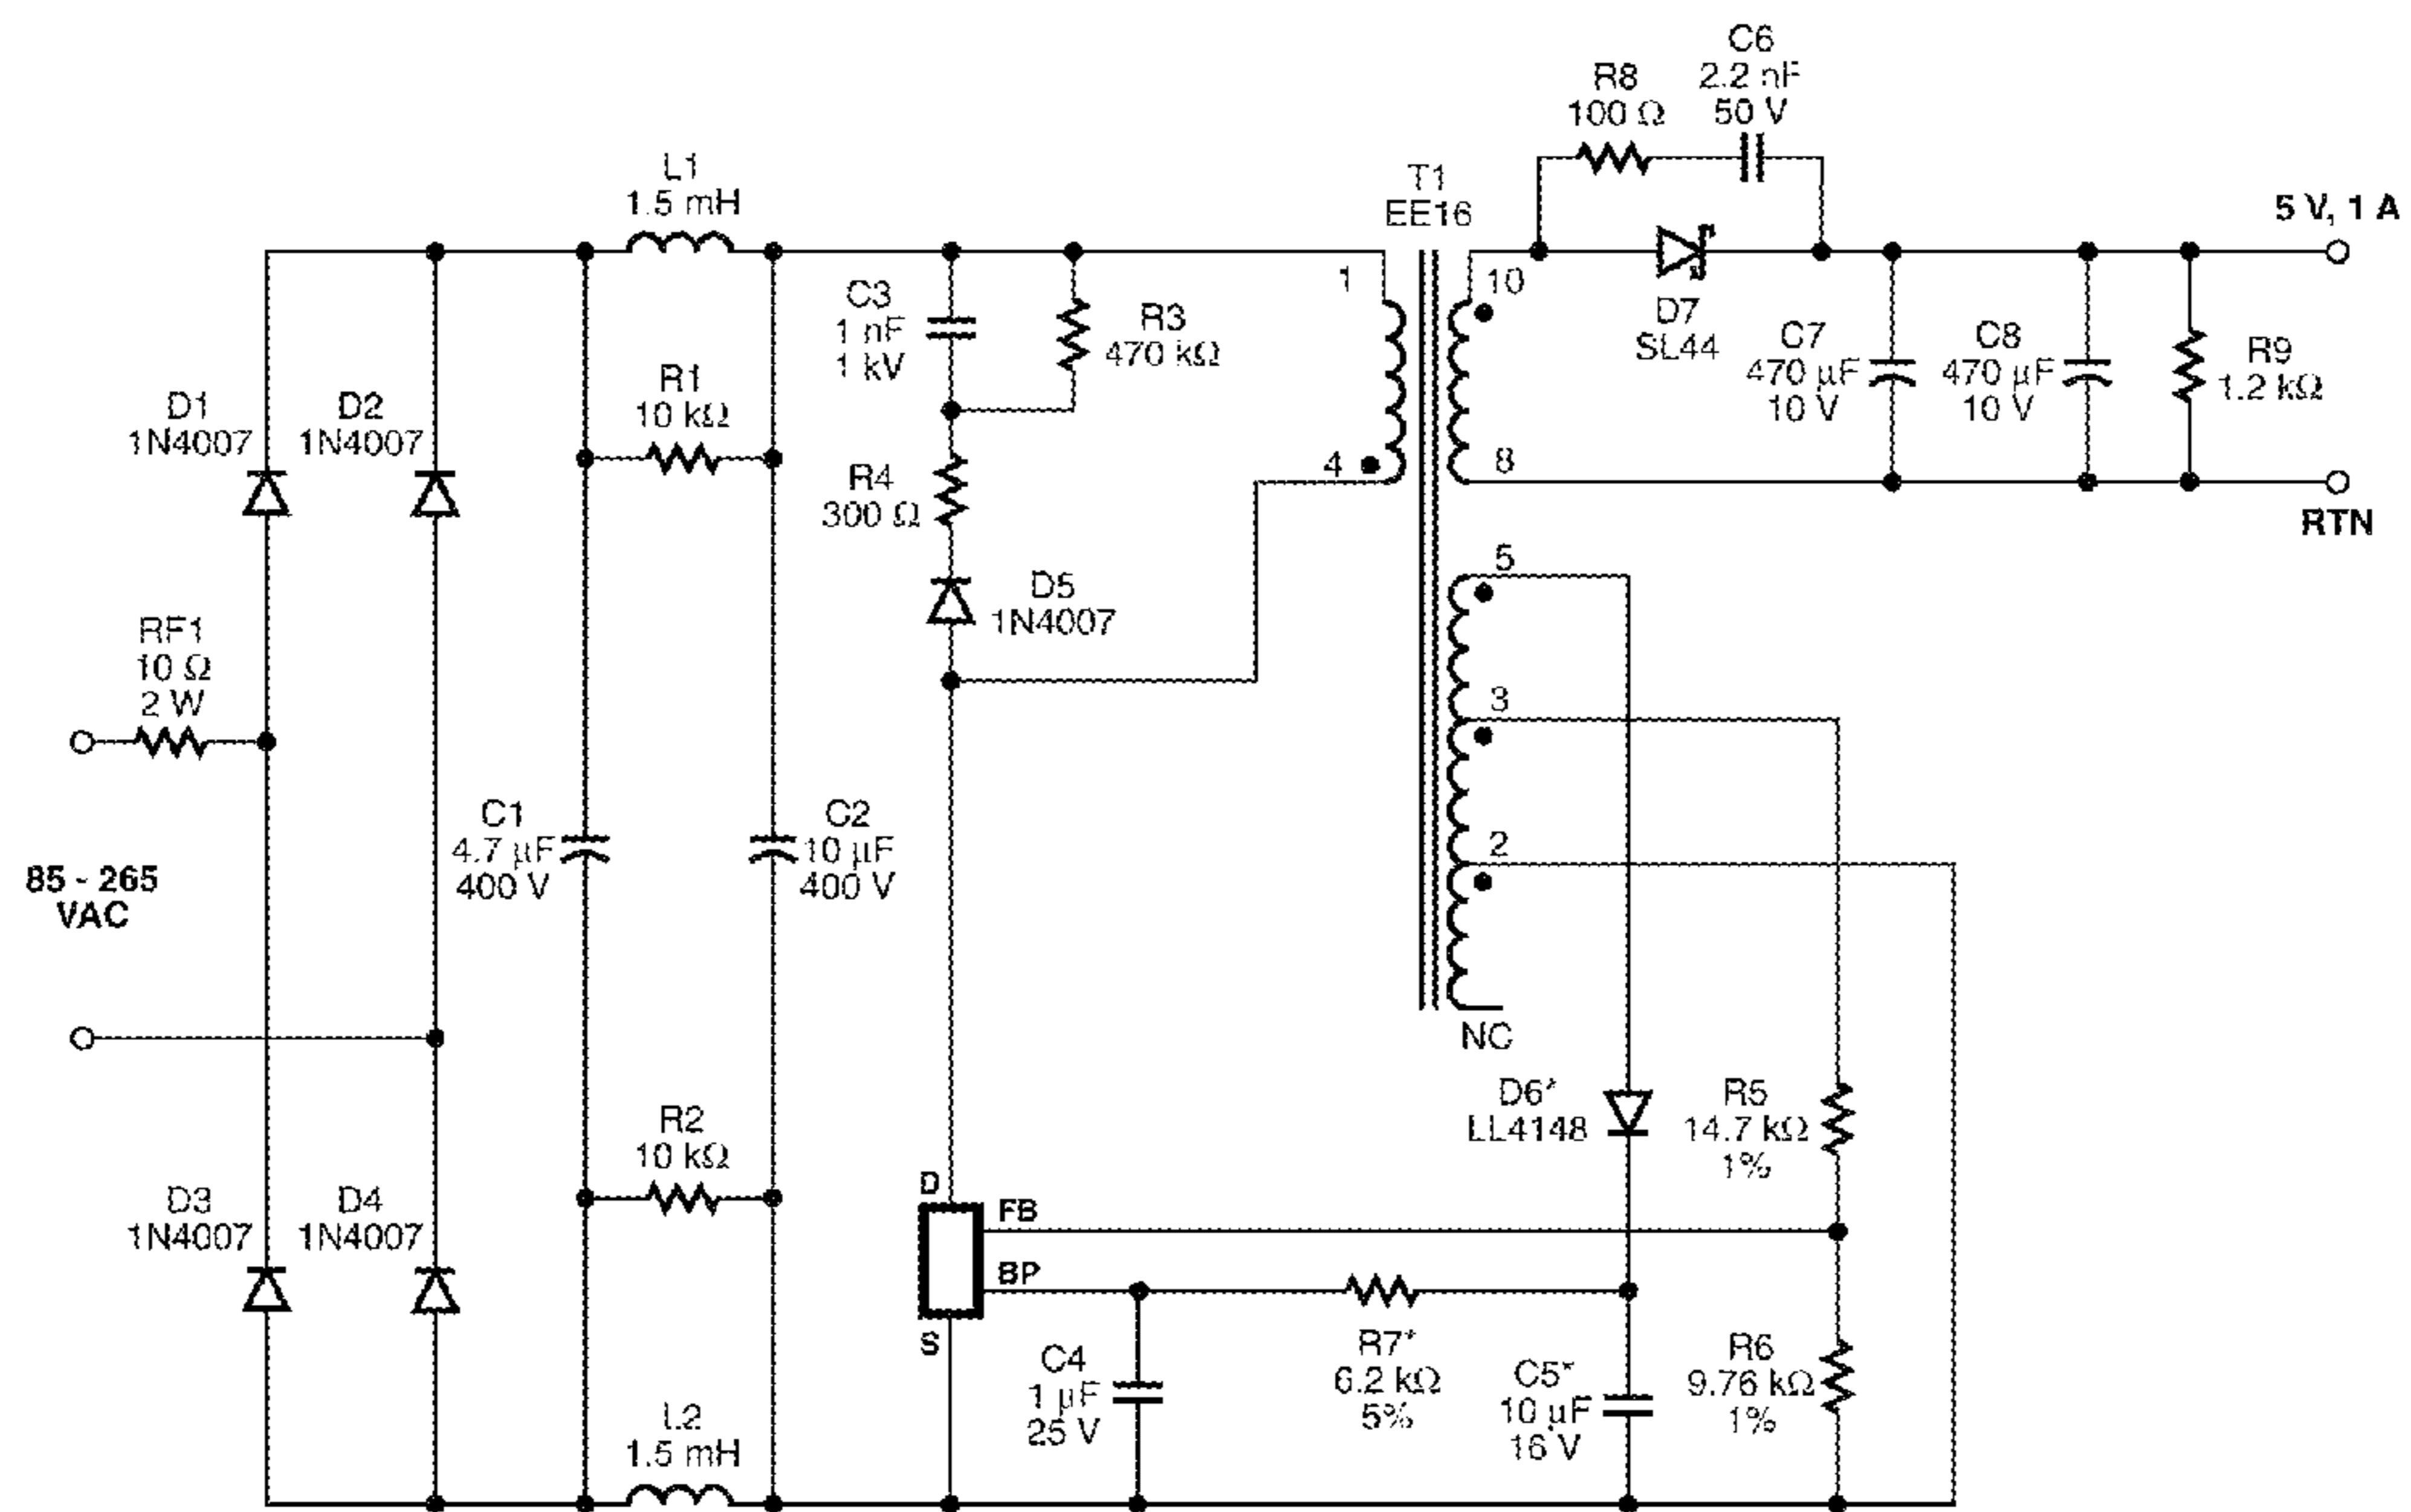 C6
2.2 nF
50 V
R8
100 Ω
L1
1.5 mH
T1
EE16
5 V, 1 A
1
10
C3
1 nF
1 kV
R3
470 kΩ
D7
SL44
C7
470 µF
10 V
C8
470 µF
10 V
R9
1.2 kΩ
D1
1N4007
D2
1N4007
R1
10 kΩ
4
8
R4
300 Ω
RTN
5
D5
1N4007
RF1
10 Ω
2 W
3
C1
4.7 µF
400 V
C2
10 µF
400 V
2
85 - 265
VAC
NC
D6*
LL4148
R5
14.7 kΩ
1%
R2
10 kΩ
D3
1N4007
D4
1N4007
D
FB
BP
S
C4
1 µF
25 V
R7*
6.2 kΩ
5%
C5*
10 µF
16 V
R6
9.76 kΩ
1%
L2
1.5 mH